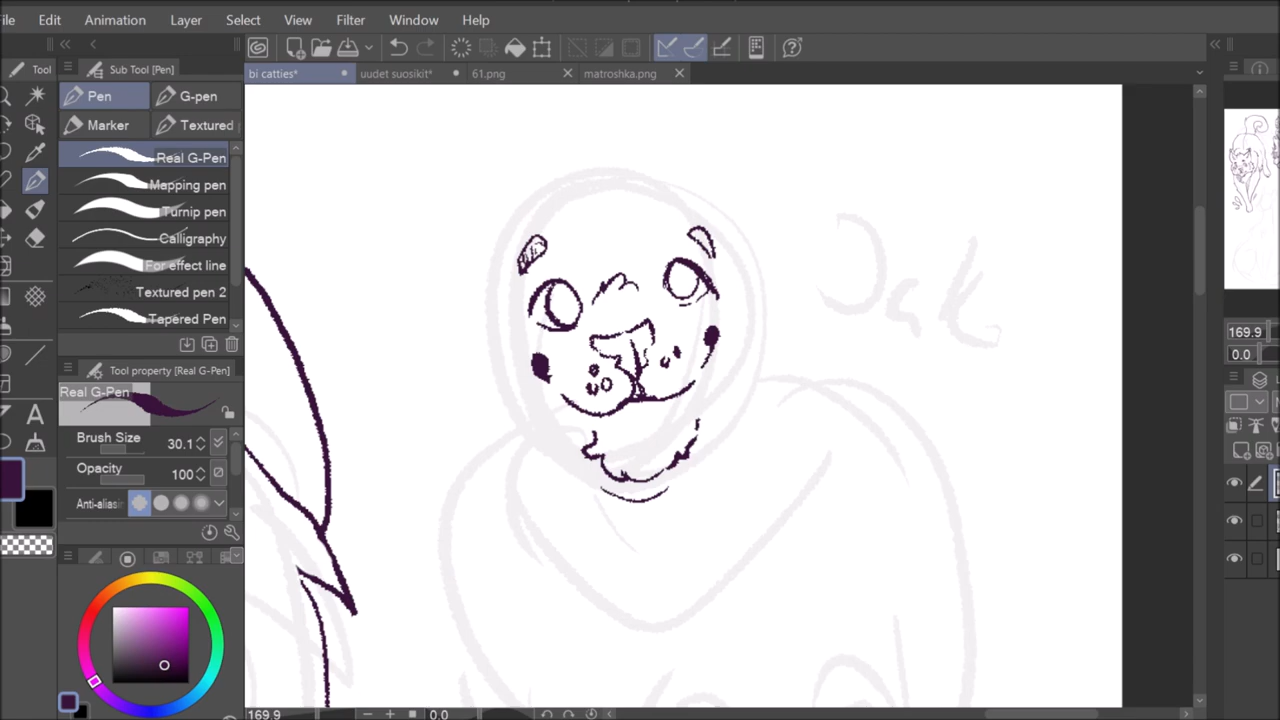 File Edit Animation Layer Select View Filter Window Help
Tool
Sub Tool [Pen]
bi catties*
uudet suosikit*
61.png
matroshka.png
Pen
G-pen
Marker
Textured
Real G-Pen
Mapping pen
Turnip pen
Calligraphy
For effect line
Textured pen 2
Tapered Pen
Tool property [Real G-Pen]
Real G-Pen
Brush Size 30.1
Opacity 100
Anti-alias
A
Jak
169.9
0.0
169.9 0.0